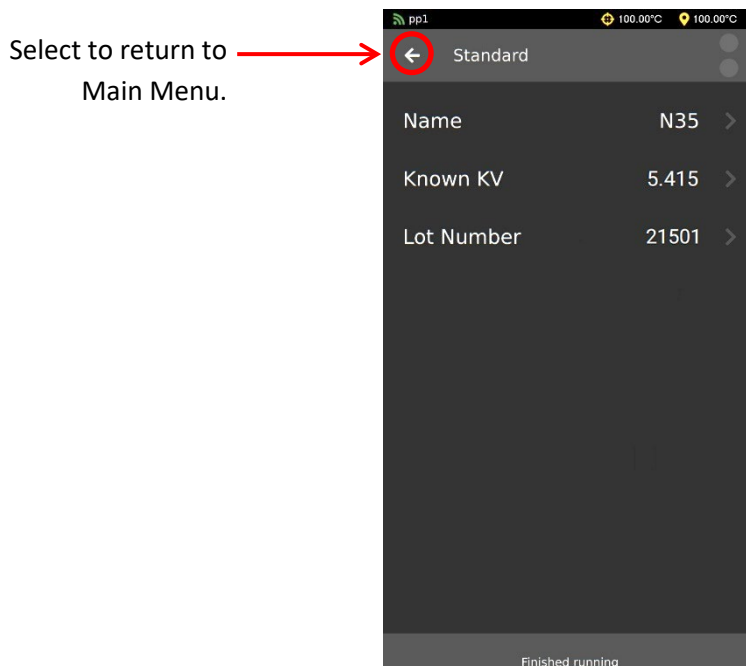 pp1 100.00°C 100.00°C
Select to return to
Main Menu.
Standard
Name N35
Known KV 5.415
Lot Number 21501
Finished running